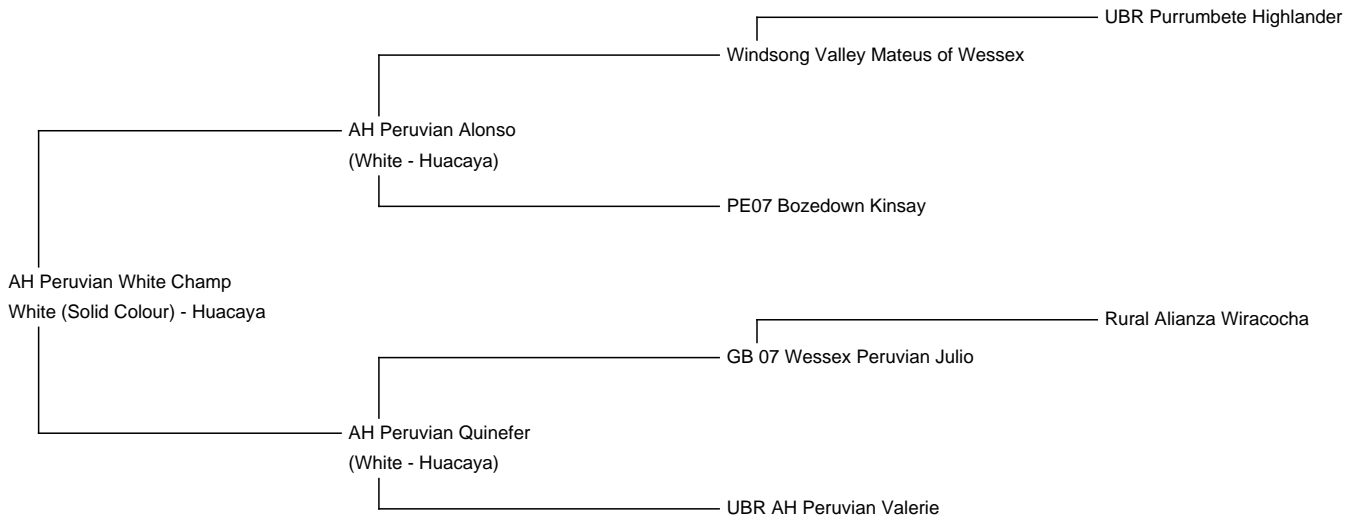 UBR Purrumbete Highlander
Windsong Valley Mateus of Wessex
AH Peruvian Alonso
(White - Huacaya)
PE07 Bozedown Kinsay
AH Peruvian White Champ
White (Solid Colour) - Huacaya
Rural Alianza Wiracocha
GB 07 Wessex Peruvian Julio
AH Peruvian Quinefer
(White - Huacaya)
UBR AH Peruvian Valerie